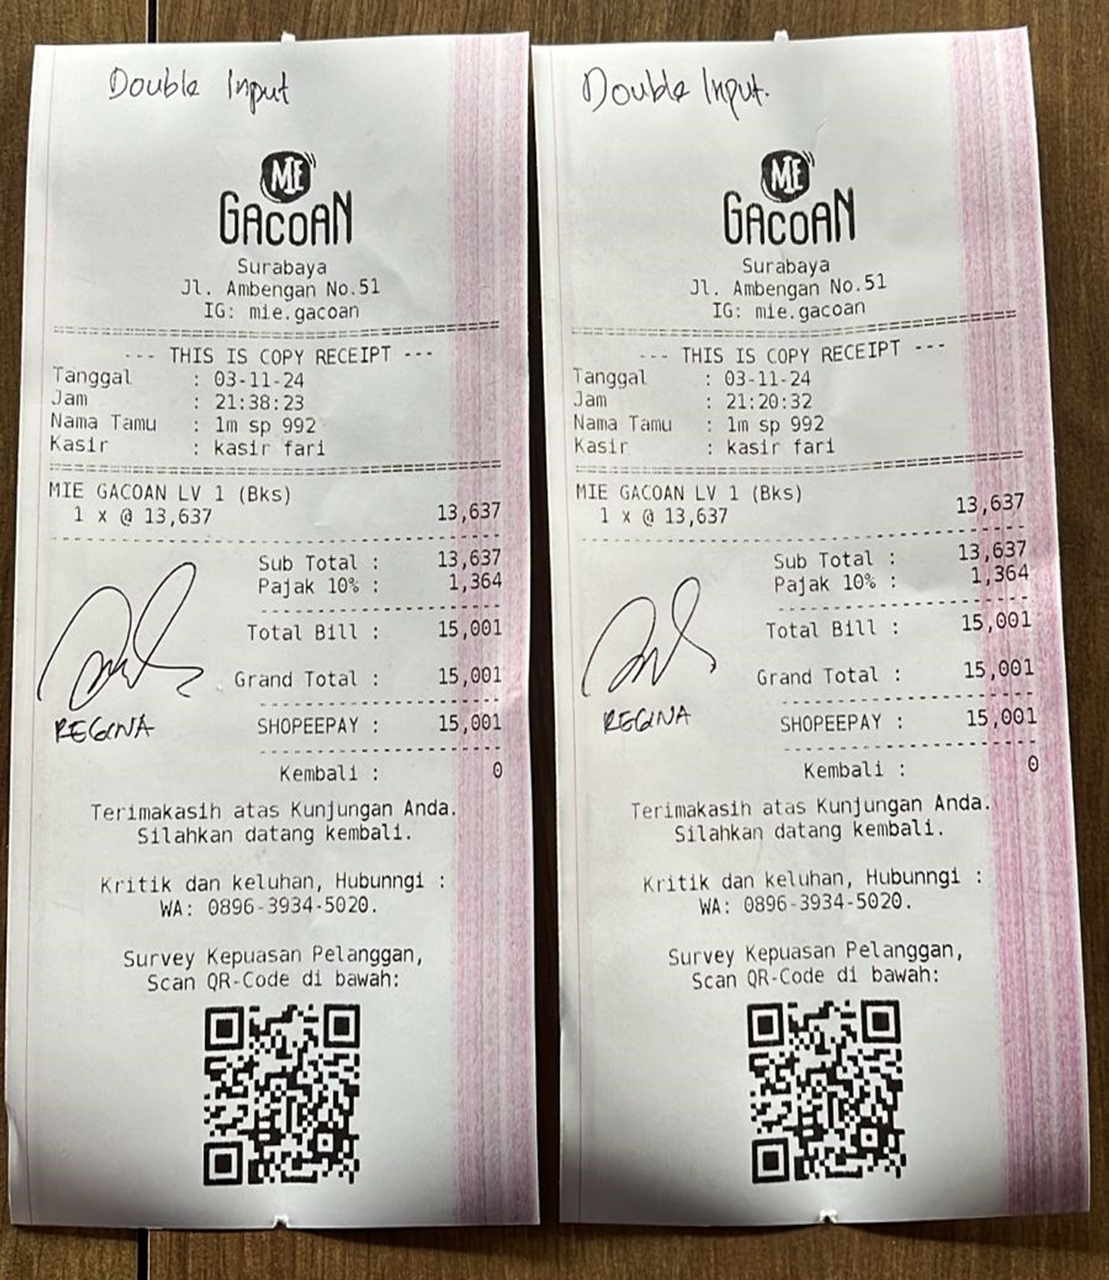 Double Input
ME
GACOAN
Surabaya
Jl. Ambengan No.51
IG: mie.gacoan
--- THIS IS COPY RECEIPT ---
Tanggal : 03-11-24
Jam : 21:38:23
Nama Tamu : 1m sp 992
Kasir : kasir fari
MIE GACOAN LV 1 (Bks)
1 x @ 13,637 13,637
Sub Total : 13,637
Pajak 10% : 1,364
Total Bill : 15,001
Grand Total : 15,001
REGINA
SHOPEEPAY : 15,001
Kembali : 0
Terimakasih atas Kunjungan Anda.
Silahkan datang kembali.
Kritik dan keluhan, Hubunngi :
WA: 0896-3934-5020.
Survey Kepuasan Pelanggan,
Scan QR-Code di bawah:
Double Input.
ME
GACOAN
Surabaya
Jl. Ambengan No.51
IG: mie.gacoan
--- THIS IS COPY RECEIPT ---
Tanggal : 03-11-24
Jam : 21:20:32
Nama Tamu : 1m sp 992
Kasir : kasir fari
MIE GACOAN LV 1 (Bks)
1 x @ 13,637 13,637
Sub Total : 13,637
Pajak 10% : 1,364
Total Bill : 15,001
Grand Total : 15,001
REGINA
SHOPEEPAY : 15,001
Kembali : 0
Terimakasih atas Kunjungan Anda.
Silahkan datang kembali.
Kritik dan keluhan, Hubunngi :
WA: 0896-3934-5020.
Survey Kepuasan Pelanggan,
Scan QR-Code di bawah: